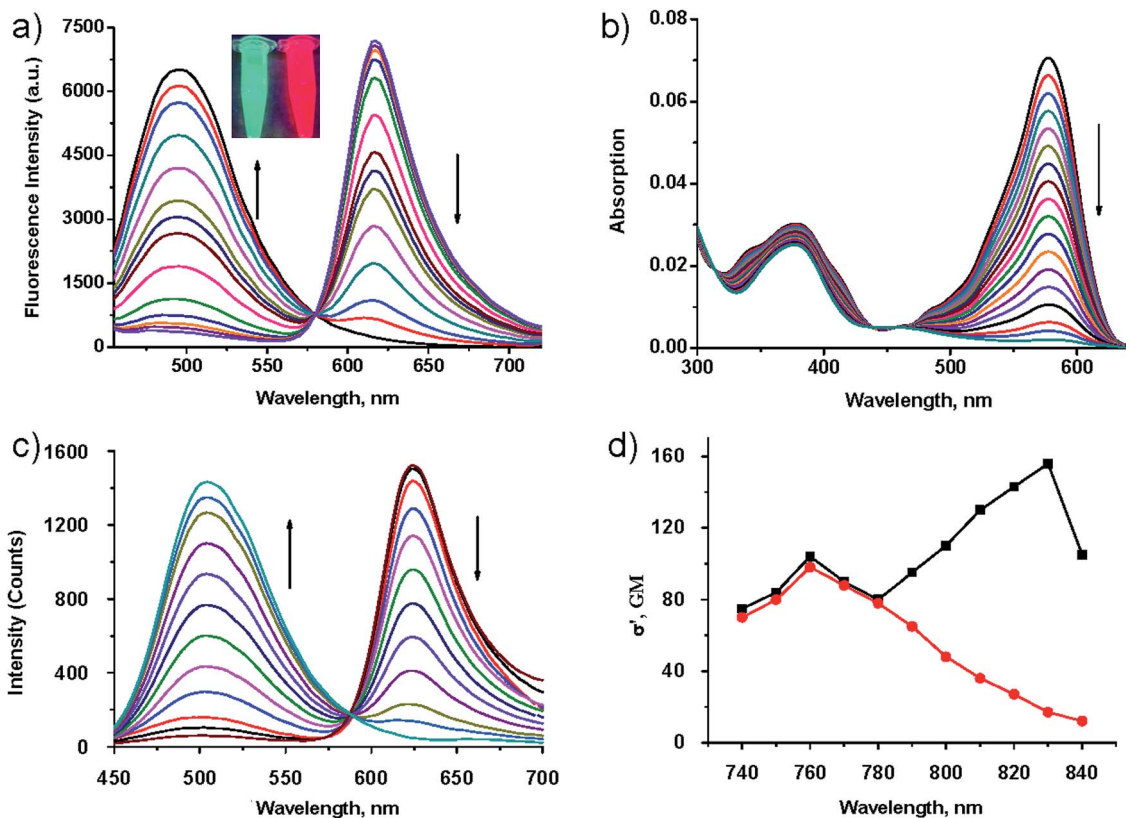 a)
7500
6000
4500
3000
1500
0
Fluorescence Intensity (a.u.)
500 550 600 650 700
Wavelength, nm
b)
0.08
0.06
0.04
0.02
0.00
Absorption
300 400 500 600
Wavelength, nm
c)
1600
1200
800
400
0
Intensity (Counts)
450 500 550 600 650 700
Wavelength, nm
d)
160
120
80
40
0
σ', GM
740 760 780 800 820 840
Wavelength, nm